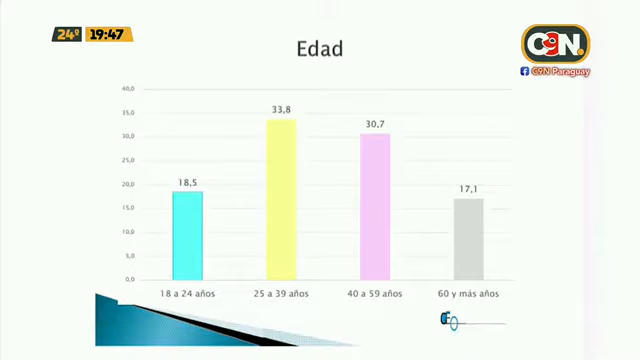 24º 19:47
C9N.
C9N Paraguay
Edad
40,0
35,0
30,0
25,0
20,0
15,0
10,0
5,0
0,0
18,5
33,8
30,7
17,1
18 a 24 años
25 a 39 años
40 a 59 años
60 y más años